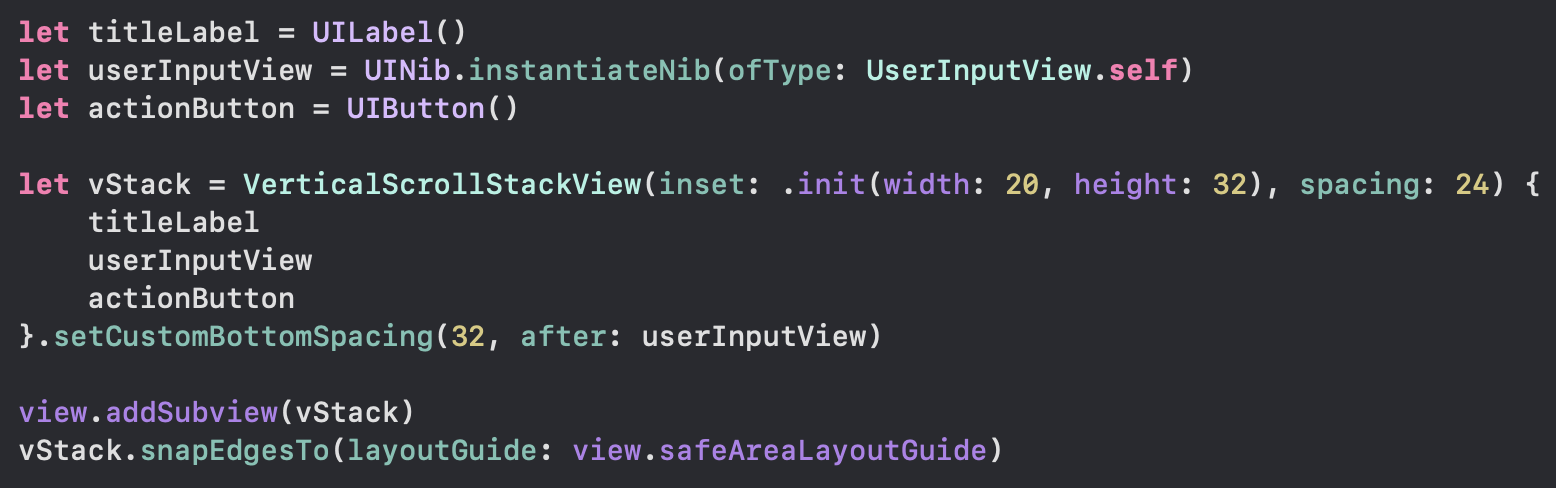 let titleLabel = UILabel()
let userInputView = UINib.instantiateNib(ofType: UserInputView.self)
let actionButton = UIButton()

let vStack = VerticalScrollStackView(inset: .init(width: 20, height: 32), spacing: 24) {
    titleLabel
    userInputView
    actionButton
}.setCustomBottomSpacing(32, after: userInputView)

view.addSubview(vStack)
vStack.snapEdgesTo(layoutGuide: view.safeAreaLayoutGuide)